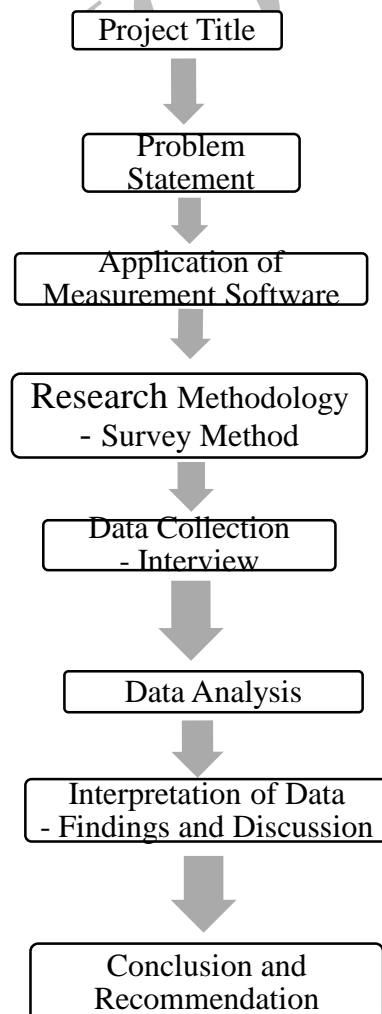 Project Title
Problem
Statement
Application of
Measurement Software
Research Methodology
- Survey Method
Data Collection
- Interview
Data Analysis
Interpretation of Data
- Findings and Discussion
Conclusion and
Recommendation